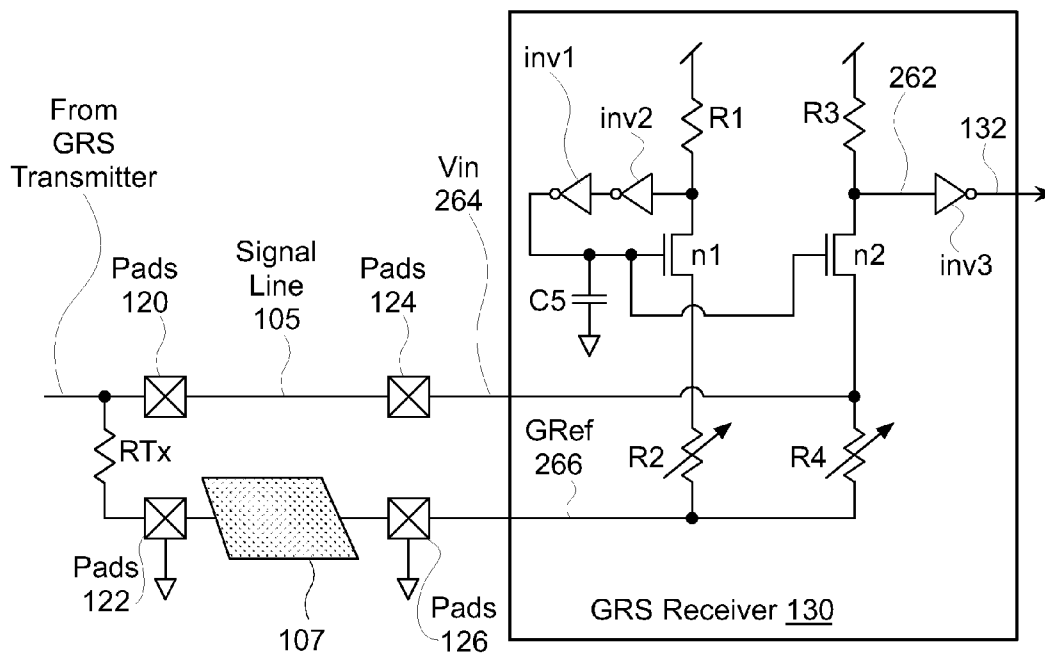 inv1
inv2
R1
R3
262
132
From
GRS
Transmitter
Vin
264
n1
n2
inv3
Pads
120
Signal
Line
105
Pads
124
C5
RTx
GRef
266
R2
R4
Pads
122
107
Pads
126
GRS Receiver 130